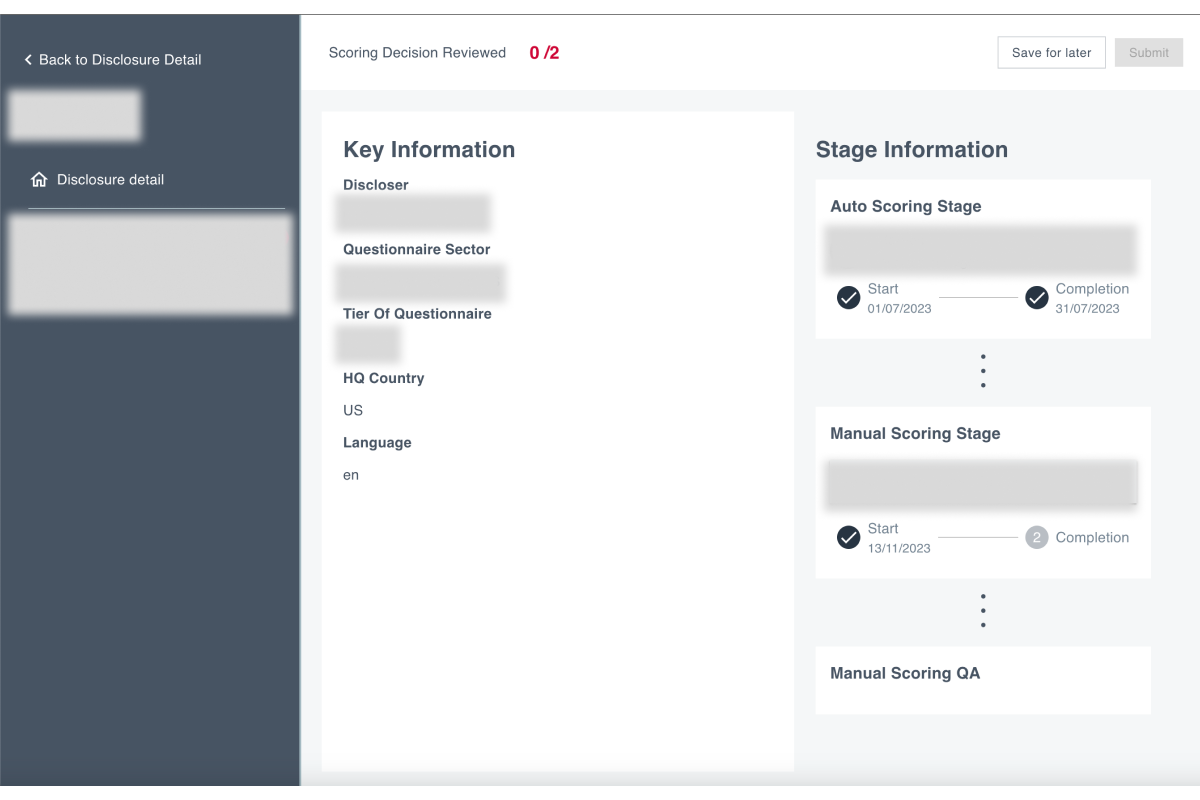 Back to Disclosure Detail
Disclosure detail
Scoring Decision Reviewed 0 /2
Save for later
Submit
Key Information
Discloser
Questionnaire Sector
Tier Of Questionnaire
HQ Country
US
Language
en
Stage Information
Auto Scoring Stage
Start
01/07/2023
Completion
31/07/2023
Manual Scoring Stage
Start
13/11/2023
2 Completion
Manual Scoring QA